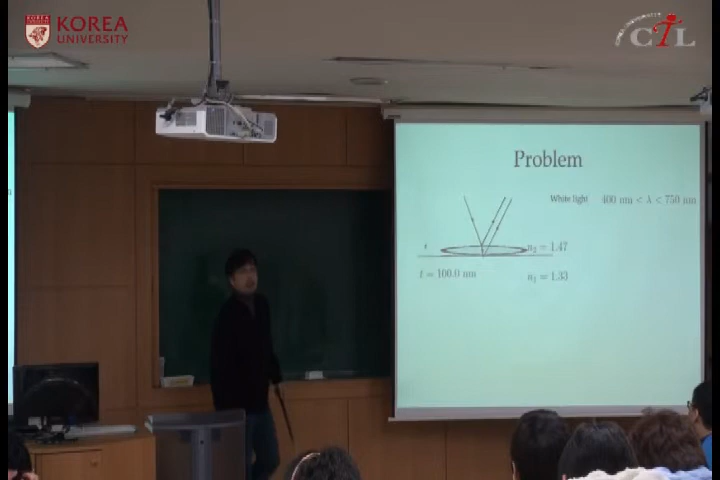 KOREA
UNIVERSITY
CTL
Problem
White light 400 nm < λ < 750 nm
t
n₂ = 1.47
t = 100.0 nm
n₁ = 1.33